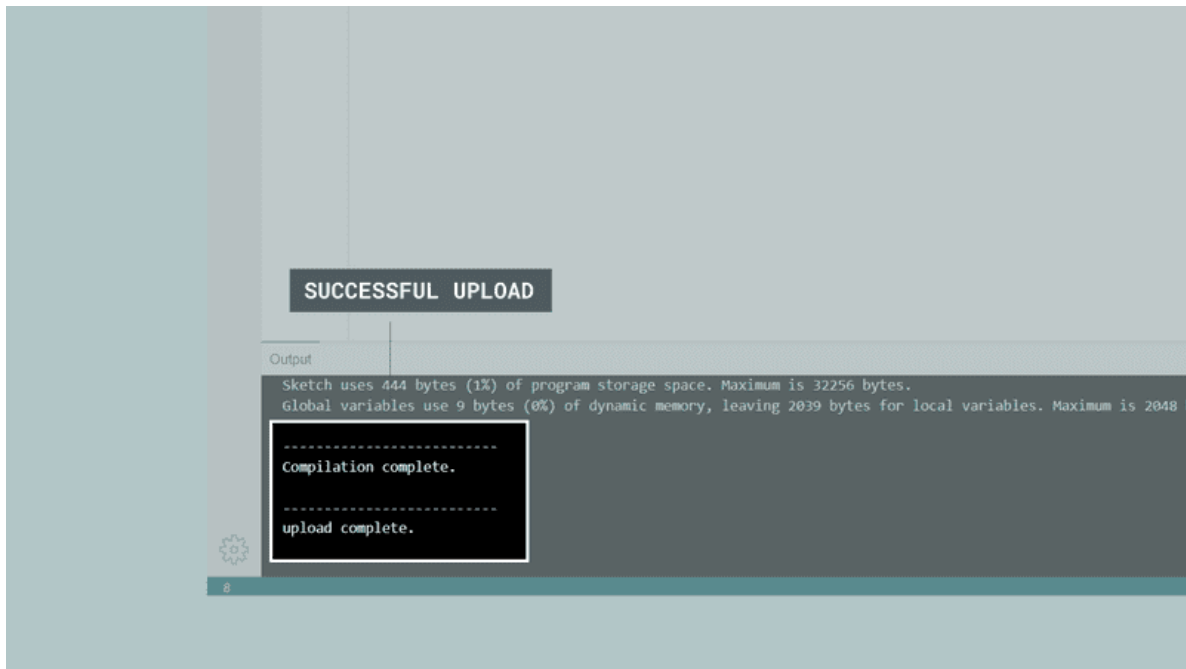 SUCCESSFUL UPLOAD
Output
Sketch uses 444 bytes (1%) of program storage space. Maximum is 32256 bytes.
Global variables use 9 bytes (0%) of dynamic memory, leaving 2039 bytes for local variables. Maximum is 2048
--------------------------
Compilation complete.
--------------------------
upload complete.
8